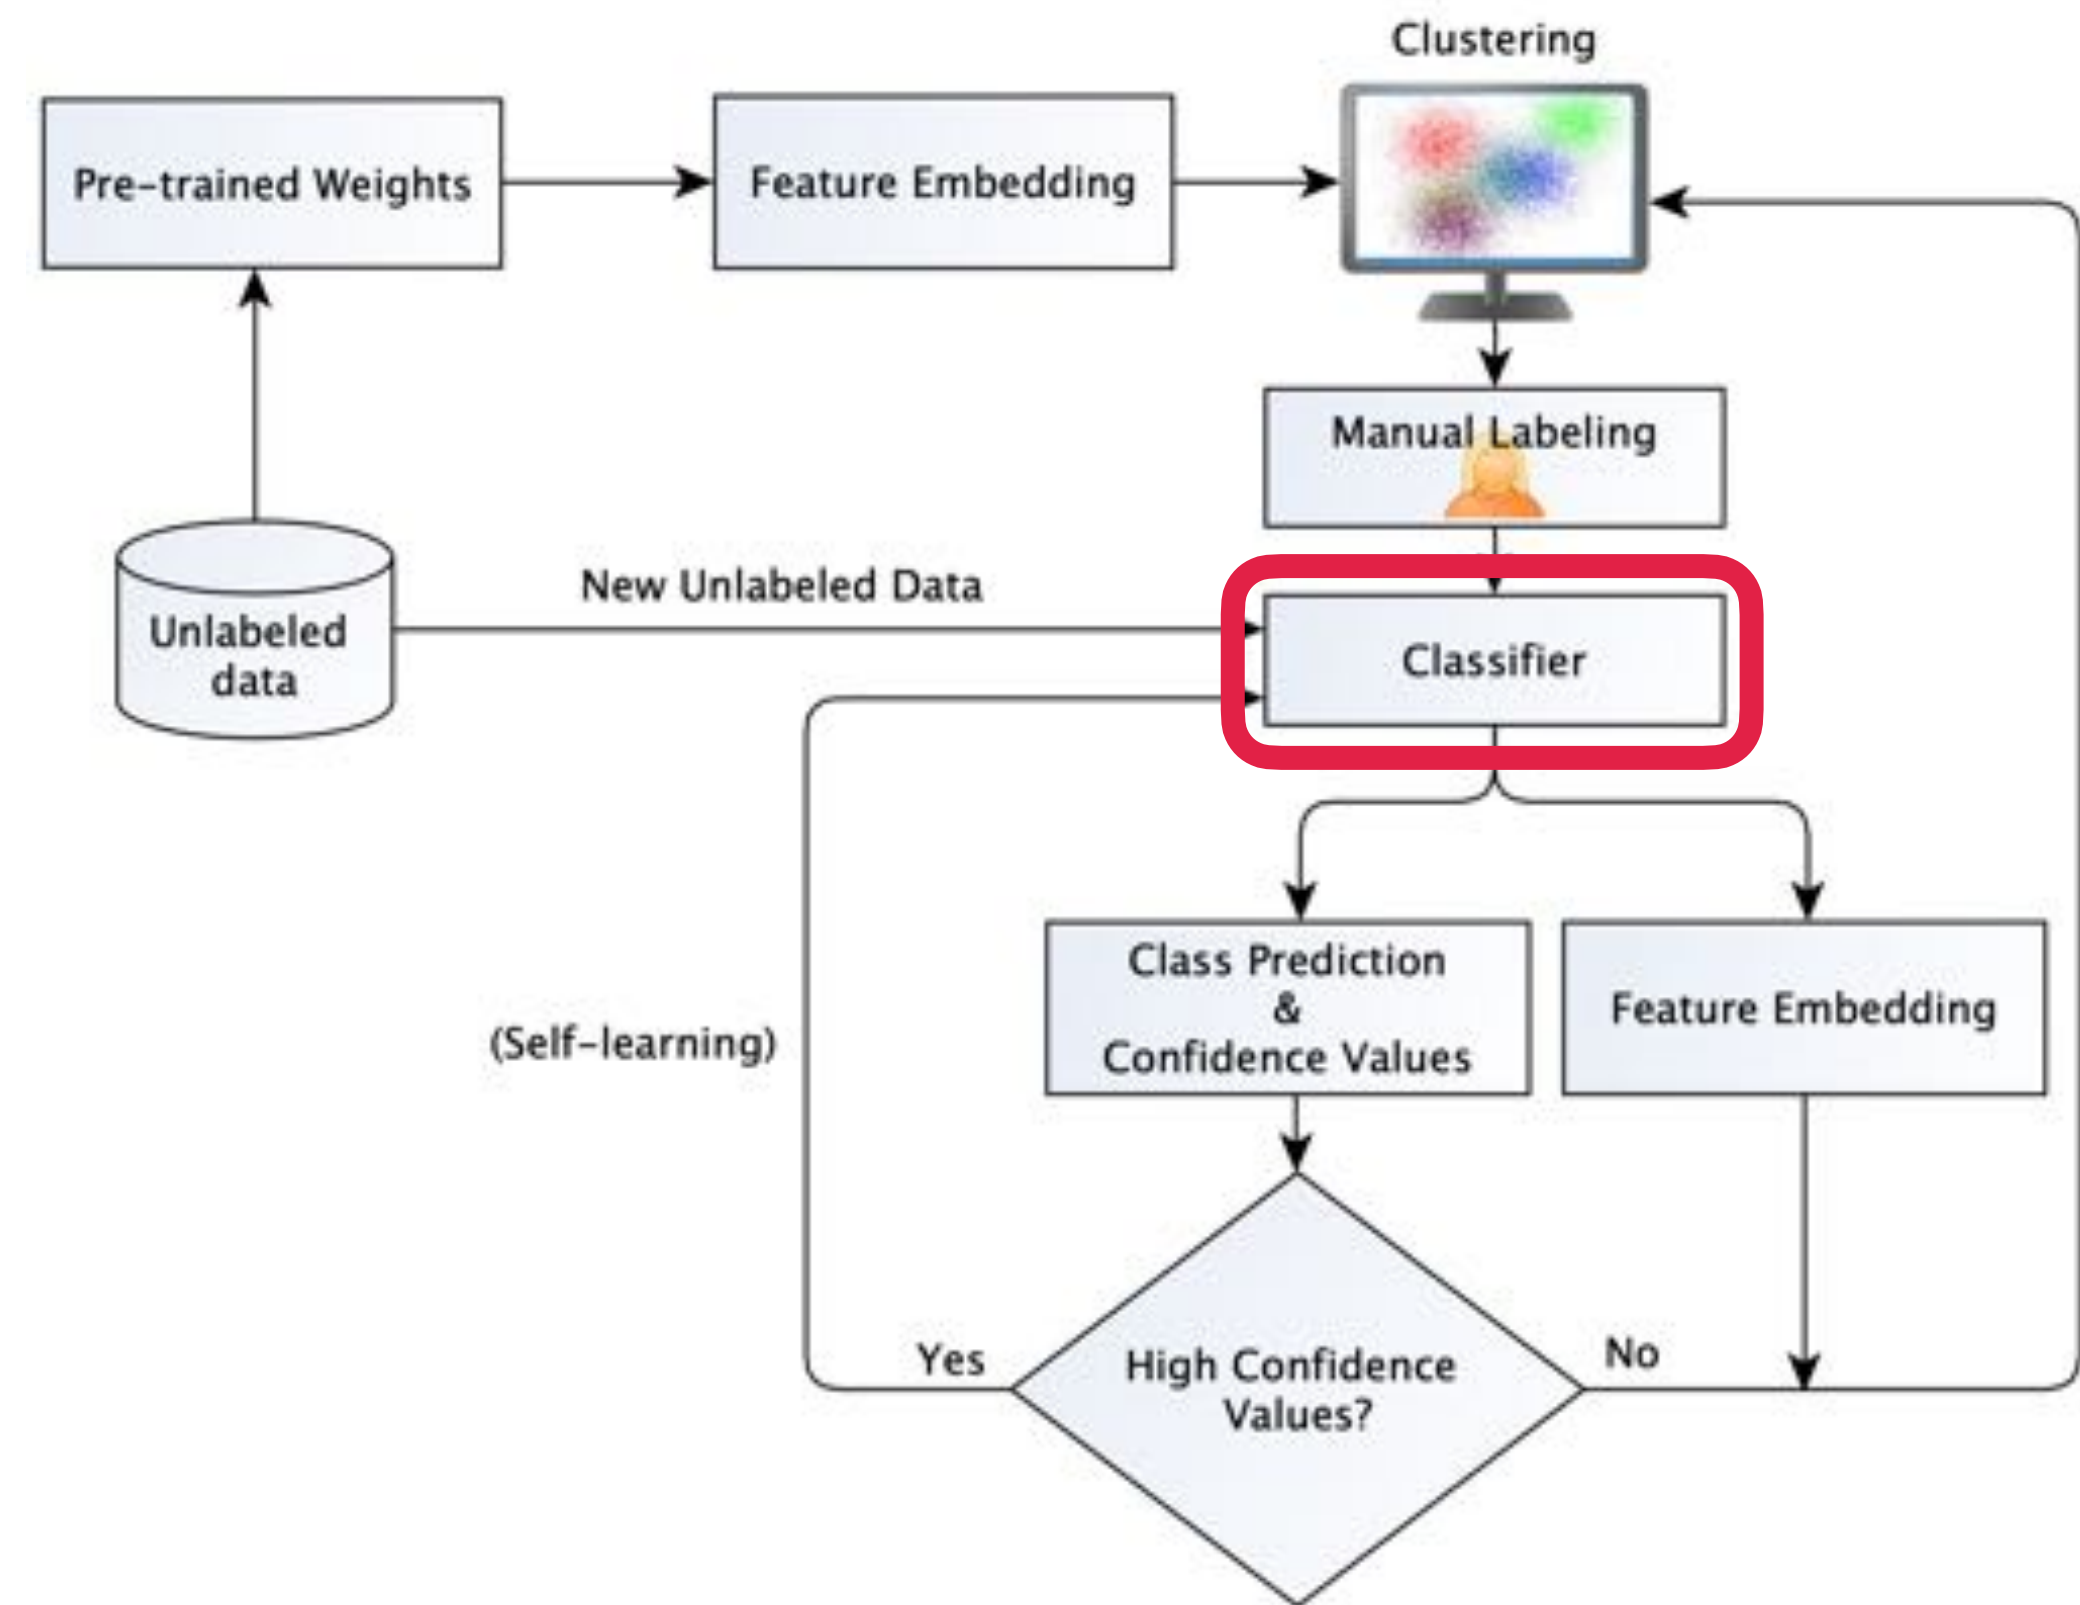 Clustering
Pre-trained Weights
Feature Embedding
Manual Labeling
New Unlabeled Data
Unlabeled
data
Classifier
Class Prediction
&
Confidence Values
Feature Embedding
(Self-learning)
Yes
High Confidence
Values?
No